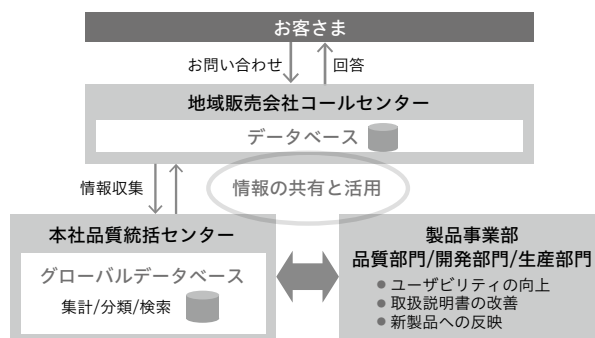 お客さま
お問い合わせ
回答
地域販売会社コールセンター
データベース
情報収集
情報の共有と活用
本社品質統括センター
グローバルデータベース
集計/分類/検索
製品事業部
品質部門/開発部門/生産部門
●ユーザビリティの向上
●取扱説明書の改善
●新製品への反映